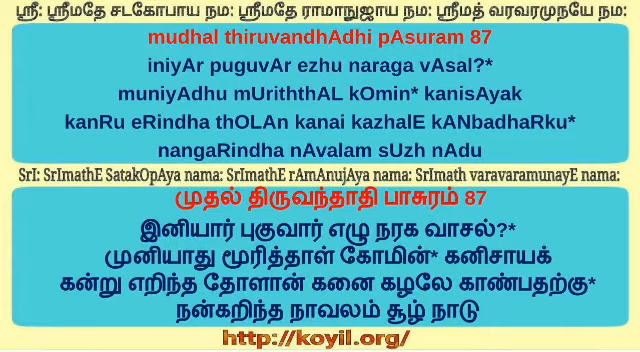 ஸ்ரீ: ஸ்ரீமதே சடகோபாய நம: ஸ்ரீமதே ராமாநுஜாய நம: ஸ்ரீமத் வரவரமுநயே நம:
mudhal thiruvandhAdhi pAsuram 87
iniyAr puguvAr ezhu naraga vAsal?*
muniyAdhu mUriththAL kOmin* kanisAyak
kanRu eRindha thOLAn kanai kazhalE kANbadhaRku*
nangaRindha nAvalam sUzh nAdu
SrI: SrImathE SatakOpAya nama: SrImathE rAmAnujAya nama: SrImath varavaramunayE nama:
முதல் திருவந்தாதி பாசுரம் 87
இனியார் புகுவார் எழு நரக வாசல்?*
முனியாது மூரித்தாள் கோமின்* கனிசாயக்
கன்று எறிந்த தோளான் கனை கழலே காண்பதற்கு*
நன்கறிந்த நாவலம் சூழ் நாடு
http://koyil.org/